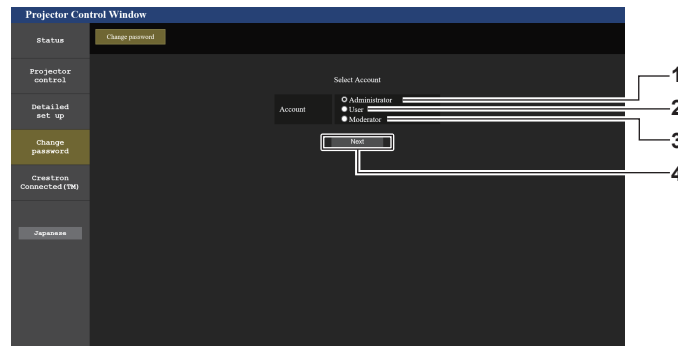 Projector Control Window
Status
Change password
Projector
control
Select Account
Detailed
set up
Account
Administrator
User
Moderator
Change
password
Next
Crestron
Connected(TM)
Japanese
1
2
3
4